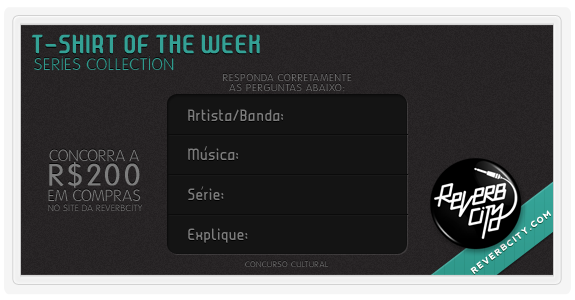 T-SHIRT OF THE WEEK
SERIES COLLECTION
RESPONDA CORRETAMENTE
AS PERGUNTAS ABAIXO:
Artista/Banda:
Música:
Série:
Explique:
CONCORRA A
R$200
EM COMPRAS
NO SITE DA REVERBCITY
CONCURSO CULTURAL
REVERB
CITY
REVERBCITY.COM